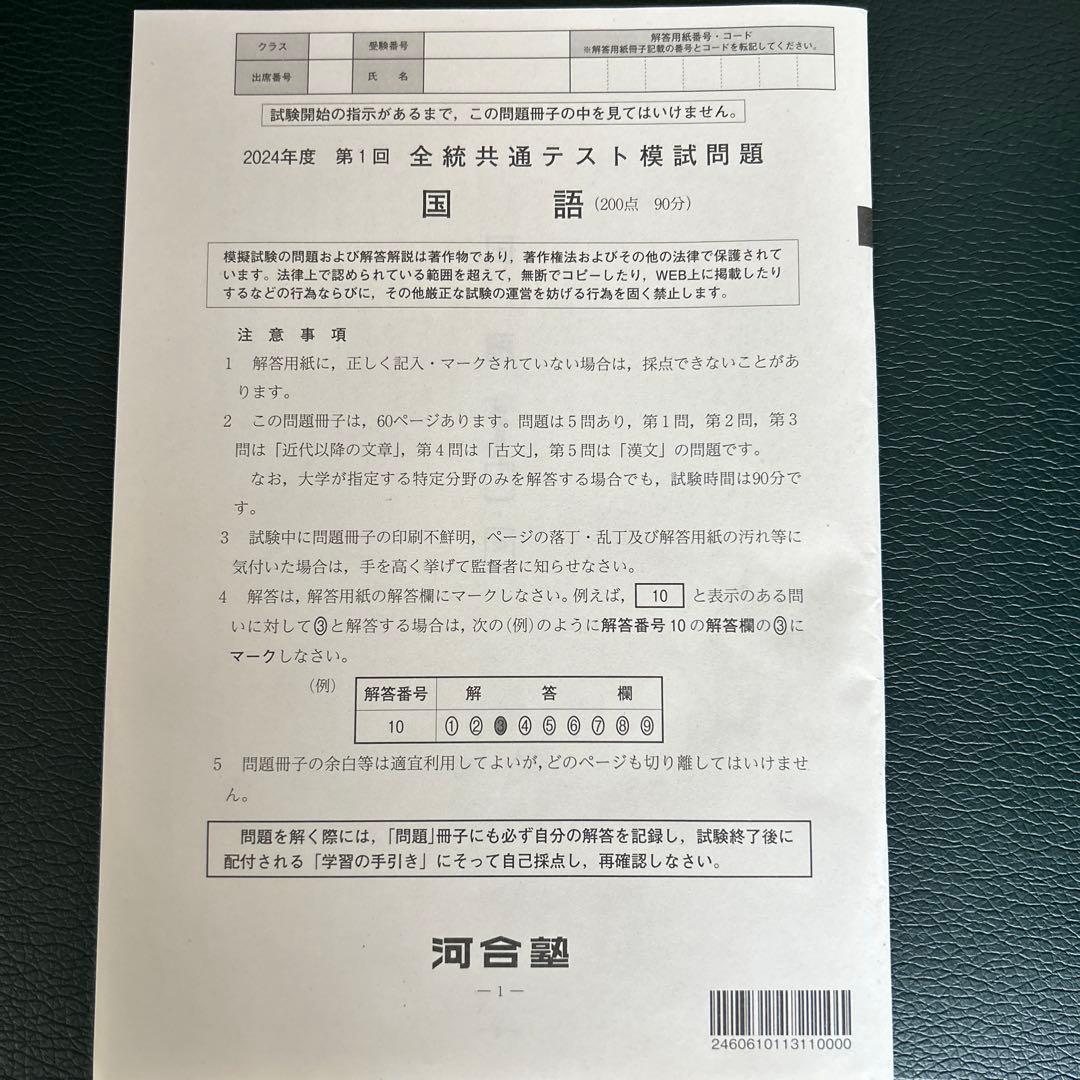 クラス 受験番号 解答用紙番号・コード
※解答用紙冊子記載の番号とコードを転記してください。
出席番号 氏 名
試験開始の指示があるまで，この問題冊子の中を見てはいけません。
2024年度 第1回 全統共通テスト模試問題
国 語 (200点 90分)
模擬試験の問題および解答解説は著作物であり，著作権法およびその他の法律で保護されて
います。法律上で認められている範囲を超えて，無断でコピーしたり，WEB上に掲載したり
するなどの行為ならびに，その他厳正な試験の運営を妨げる行為を固く禁止します。
注 意 事 項
1 解答用紙に，正しく記入・マークされていない場合は，採点できないことがあ
ります。
2 この問題冊子は，60ページあります。問題は5問あり，第1問，第2問，第3
問は「近代以降の文章」，第4問は「古文」，第5問は「漢文」の問題です。
なお，大学が指定する特定分野のみを解答する場合でも，試験時間は90分で
す。
3 試験中に問題冊子の印刷不鮮明，ページの落丁・乱丁及び解答用紙の汚れ等に
気付いた場合は，手を高く挙げて監督者に知らせなさい。
4 解答は，解答用紙の解答欄にマークしなさい。例えば， 10 と表示のある問
いに対して③と解答する場合は，次の(例)のように解答番号10の解答欄の③に
マークしなさい。
(例) 解答番号 解 答 欄
10 ① ② ③ ④ ⑤ ⑥ ⑦ ⑧ ⑨
5 問題冊子の余白等は適宜利用してよいが，どのページも切り離してはいけませ
ん。
問題を解く際には，「問題」冊子にも必ず自分の解答を記録し，試験終了後に
配付される「学習の手引き」にそって自己採点し，再確認しなさい。
河合塾
— 1 —
2460610113110000